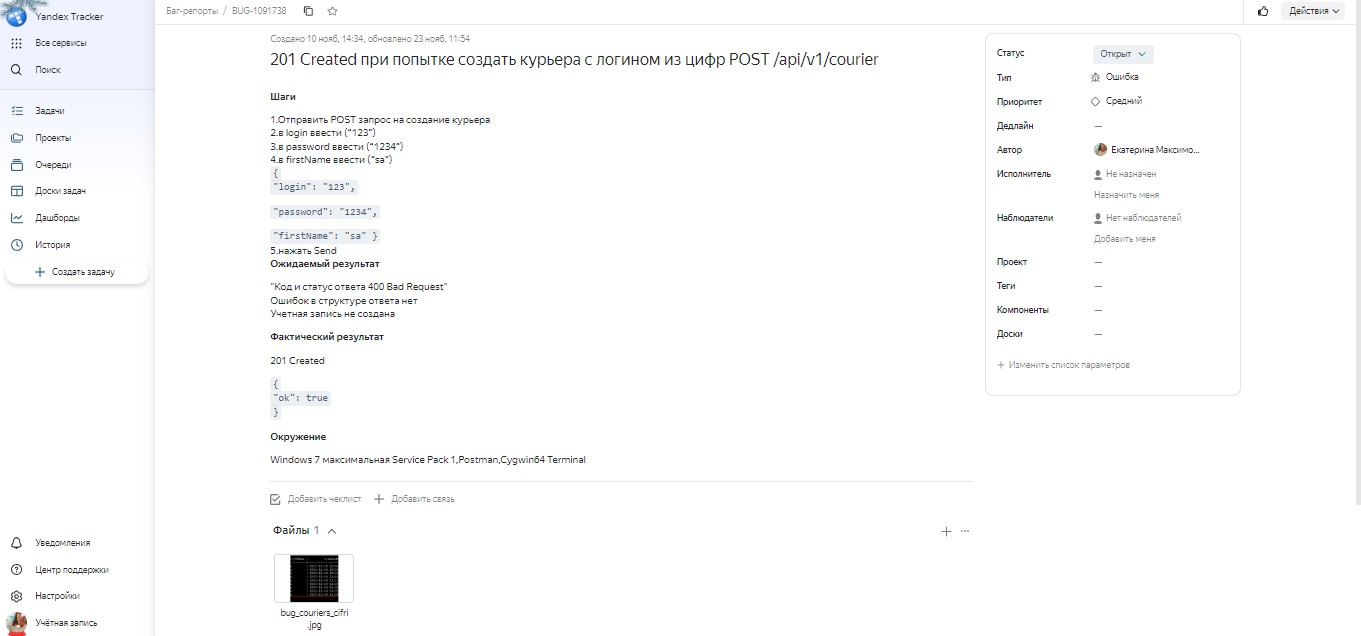 Yandex Tracker
Все сервисы
Поиск
Задачи
Проекты
Очереди
Доски задач
Дашборды
История
Создать задачу
Уведомления
Центр поддержки
Настройки
Учётная запись
Баг-репорты / BUG-1091738
Действия
Создано 10 нояб, 14:34, обновлено 23 нояб, 11:54
201 Created при попытке создать курьера с логином из цифр POST /api/v1/courier
Шаги
1.Отправить POST запрос на создание курьера
2.в login ввести ("123")
3.в password ввести ("1234")
4.в firstName ввести ("sa")
{
"login": "123",
"password": "1234",
"firstName": "sa" }
5.нажать Send
Ожидаемый результат
"Код и статус ответа 400 Bad Request"
Ошибок в структуре ответа нет
Учетная запись не создана
Фактический результат
201 Created
{
"ok": true
}
Окружение
Windows 7 максимальная Service Pack 1,Postman,Cygwin64 Terminal
Добавить чеклист
Добавить связь
Файлы 1
bug_couriers_cifri
.jpg
Статус Открыт
Тип Ошибка
Приоритет Средний
Дедлайн —
Автор Екатерина Максимо...
Исполнитель Не назначен
Назначить меня
Наблюдатели Нет наблюдателей
Добавить меня
Проект —
Теги —
Компоненты —
Доски —
Изменить список параметров